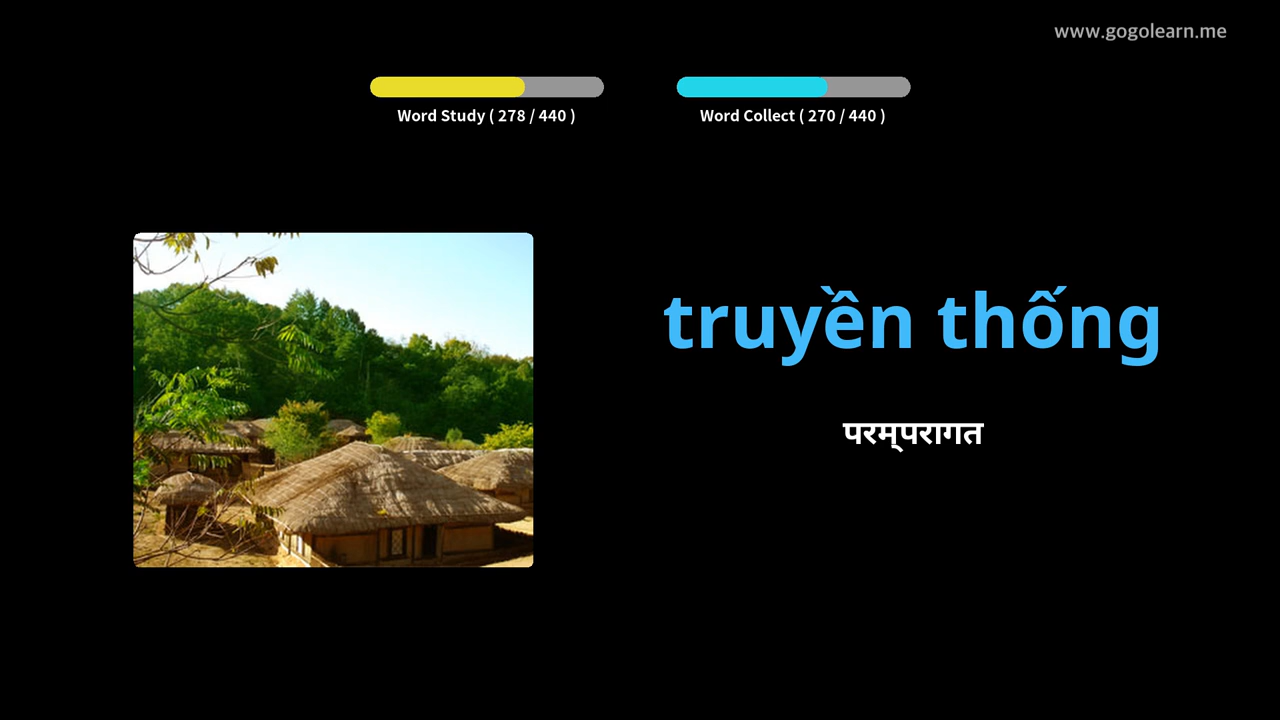 www.gogolearn.me
Word Study ( 278 / 440 )
Word Collect ( 270 / 440 )
truyền thống
परम्परागत